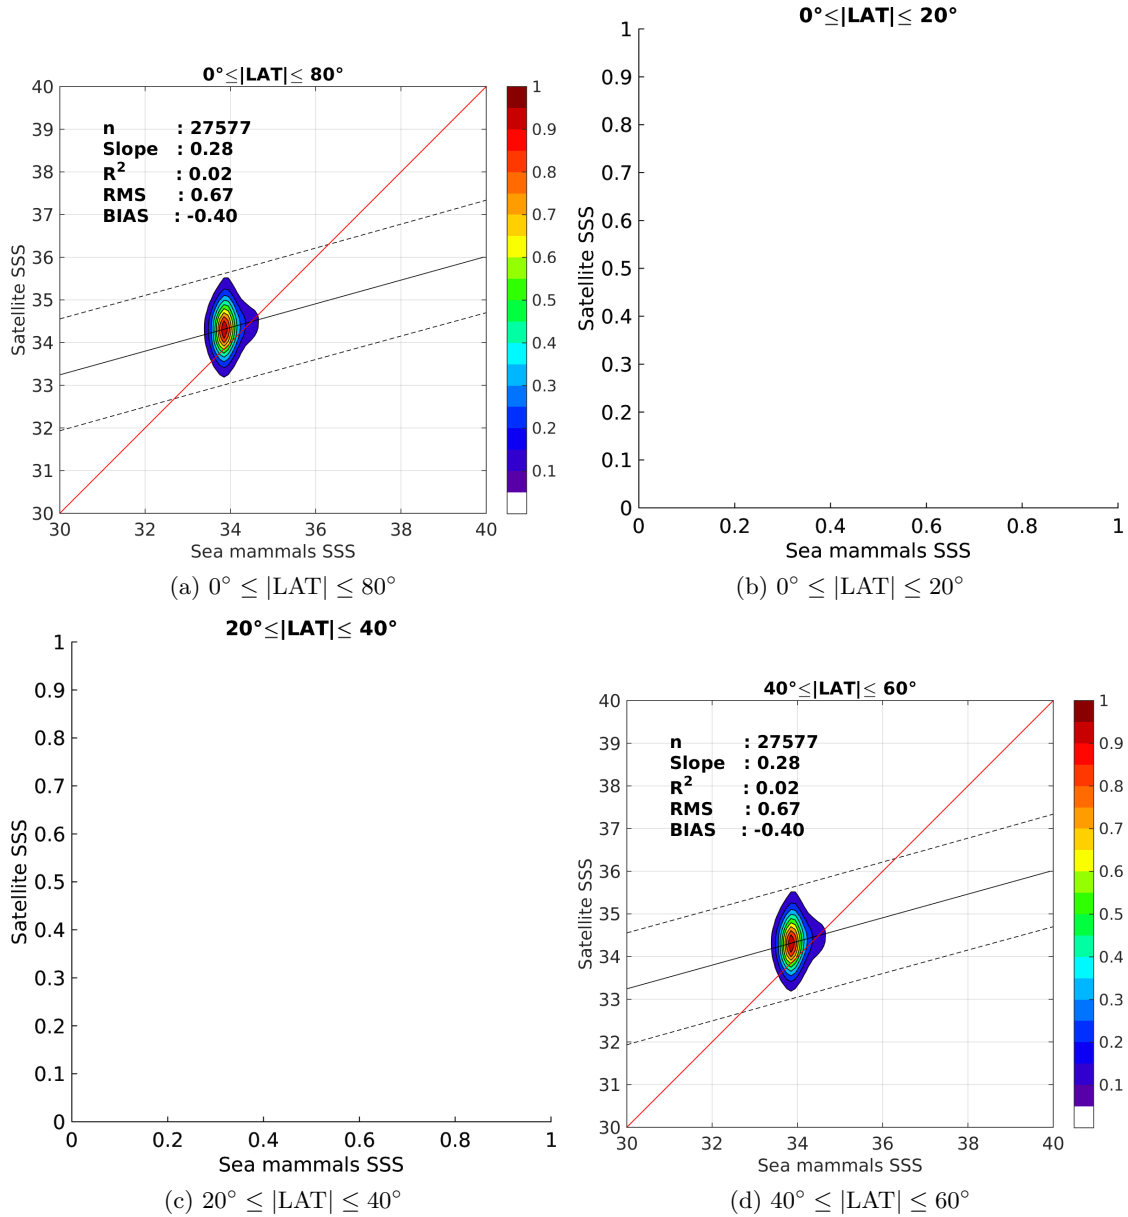 0°≤|LAT|≤ 80°
40
39
38
37
36
35
34
33
32
31
30
Satellite SSS
n : 27577
Slope : 0.28
R² : 0.02
RMS : 0.67
BIAS : -0.40
30 32 34 36 38 40
Sea mammals SSS
1
0.9
0.8
0.7
0.6
0.5
0.4
0.3
0.2
0.1
(a) 0° ≤ |LAT| ≤ 80°
0°≤|LAT|≤ 20°
1
0.9
0.8
0.7
0.6
0.5
0.4
0.3
0.2
0.1
0
Satellite SSS
0 0.2 0.4 0.6 0.8 1
Sea mammals SSS
(b) 0° ≤ |LAT| ≤ 20°
20°≤|LAT|≤ 40°
1
0.9
0.8
0.7
0.6
0.5
0.4
0.3
0.2
0.1
0
Satellite SSS
0 0.2 0.4 0.6 0.8 1
Sea mammals SSS
(c) 20° ≤ |LAT| ≤ 40°
40°≤|LAT|≤ 60°
40
39
38
37
36
35
34
33
32
31
30
Satellite SSS
n : 27577
Slope : 0.28
R² : 0.02
RMS : 0.67
BIAS : -0.40
30 32 34 36 38 40
Sea mammals SSS
1
0.9
0.8
0.7
0.6
0.5
0.4
0.3
0.2
0.1
(d) 40° ≤ |LAT| ≤ 60°